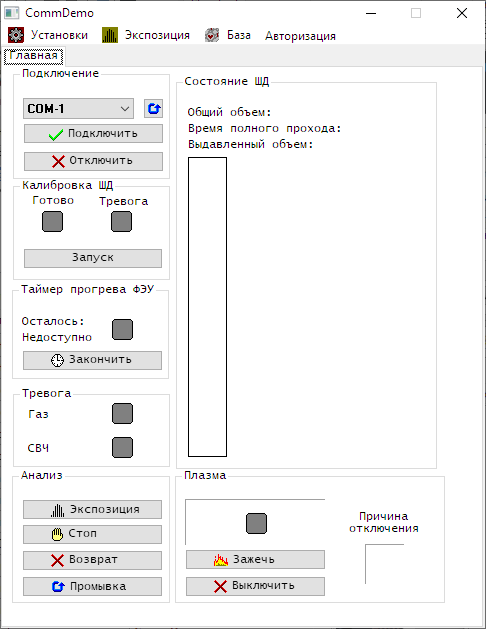 CommDemo
Установки Экспозиция База Авторизация
Главная
Подключение
COM-1
Подключить
Отключить
Калибровка ШД
Готово Тревога
Запуск
Таймер прогрева ФЭУ
Осталось:
Недоступно
Закончить
Тревога
Газ
СВЧ
Анализ
Экспозиция
Стоп
Возврат
Промывка
Состояние ШД
Общий объем:
Время полного прохода:
Выдавленный объем:
Плазма
Зажечь
Выключить
Причина
отключения